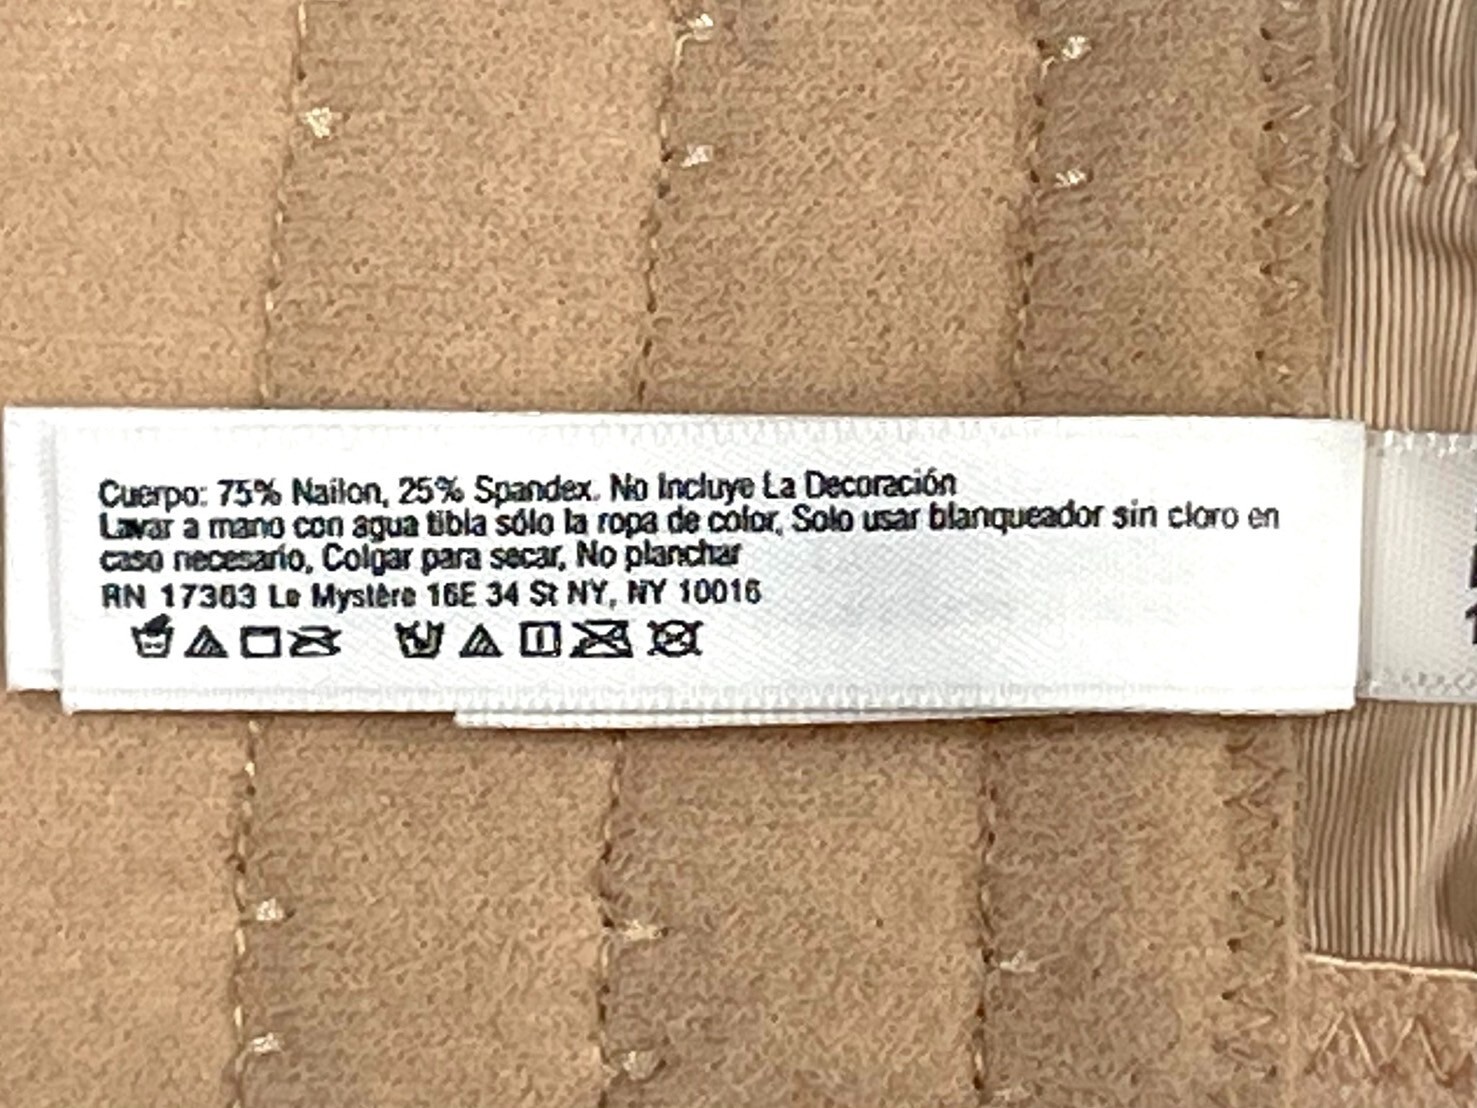 Cuerpo: 75% Nailon, 25% Spandex. No Incluye La Decoración
Lavar a mano con agua tibla sólo la ropa de color, Solo usar blanqueador sin cloro en
caso necesario, Colgar para secar, No planchar
RN 17363 Le Mystère 16E 34 St NY, NY 10016